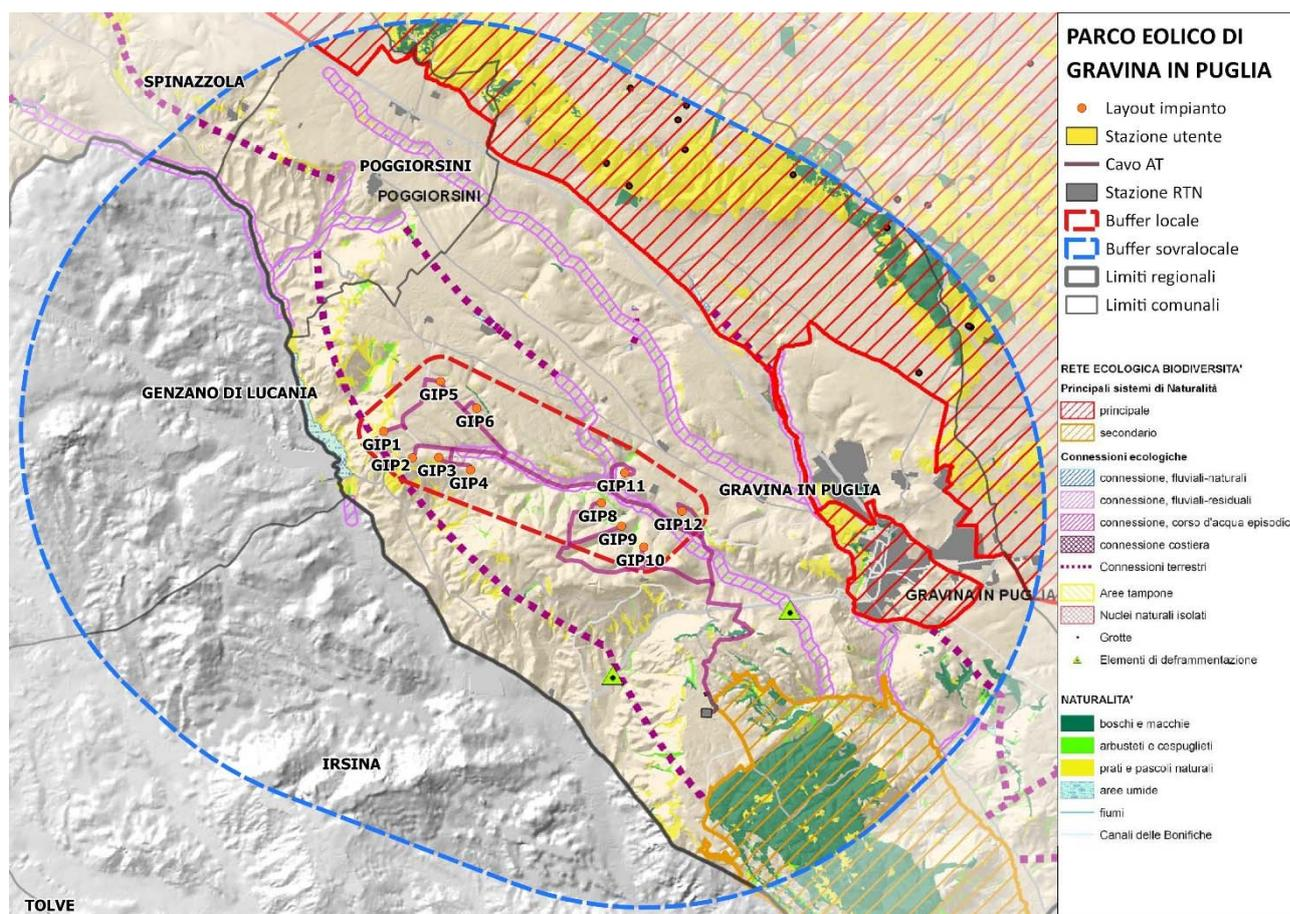 SPINAZZOLA
POGGIORSINI
POGGIORSINI
GENZANO DI LUCANIA
GIP5
GIP6
GIP1
GIP2
GIP3
GIP4
GIP11
GRAVINA IN PUGLIA
GIP8
GIP12
GIP9
GIP10
GRAVINA IN PUGLIA
IRSINA
TOLVE
PARCO EOLICO DI
GRAVINA IN PUGLIA
Layout impianto
Stazione utente
Cavo AT
Stazione RTN
Buffer locale
Buffer sovralocale
Limiti regionali
Limiti comunali
RETE ECOLOGICA BIODIVERSITA'
Principali sistemi di Naturalità
principale
secondario
Connessioni ecologiche
connessione, fluviali-naturali
connessione, fluviali-residuali
connessione, corso d'acqua episodico
connessione costiera
Connessioni terrestri
Aree tampone
Nuclei naturali isolati
Grotte
Elementi di deframmentazione
NATURALITA'
boschi e macchie
arbusteti e cespuglieti
prati e pascoli naturali
aree umide
fiumi
Canali delle Bonifiche